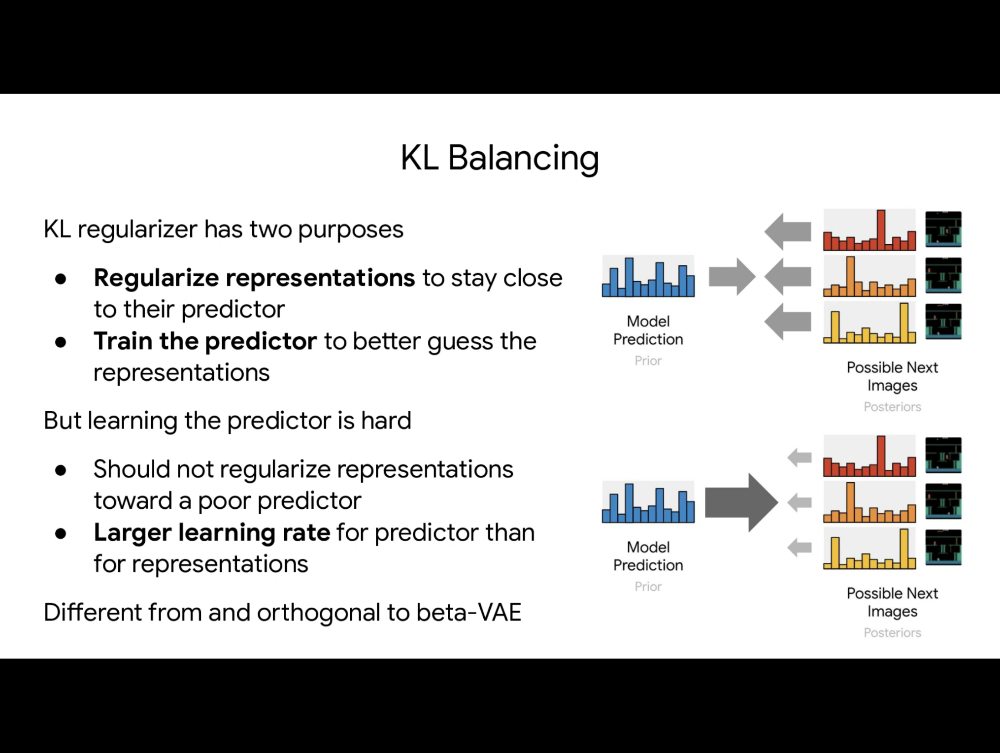 KL Balancing
KL regularizer has two purposes
● Regularize representations to stay close
to their predictor
● Train the predictor to better guess the
representations
But learning the predictor is hard
● Should not regularize representations
toward a poor predictor
● Larger learning rate for predictor than
for representations
Different from and orthogonal to beta-VAE
Model
Prediction
Prior
Possible Next
Images
Posteriors
Model
Prediction
Prior
Possible Next
Images
Posteriors